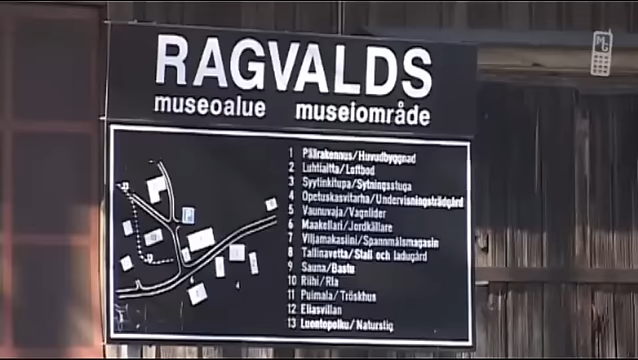 RAGVALDS
museoalue museiområde
1 Päärakennus/Huvudbyggnad
2 Luhtiaitta/Loftbod
3 Syytinkitupa/Sytningsstuga
4 Opetuskasvitarha/Undervisningsträdgård
5 Vaunuvaja/Vagnlider
6 Maakellari/Jordkällare
7 Viljamakasiini/Spannmålsmagasin
8 Tallinavetta/Stall och ladugård
9 Sauna/Bastu
10 Riihi/Ria
11 Puimala/Tröskhus
12 Eliasvillan
13 Luontopolku/Naturstig
P